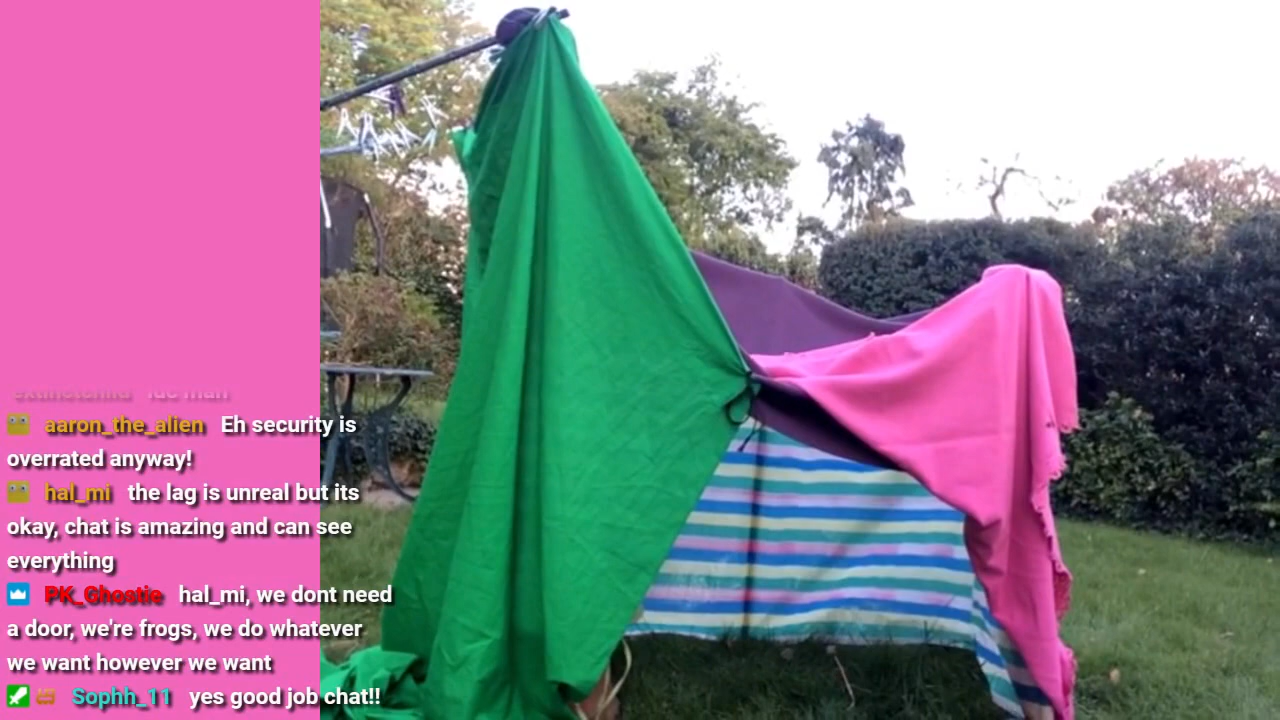 aaron_the_alien Eh security is
overrated anyway!
hal_mi the lag is unreal but its
okay, chat is amazing and can see
everything
PK_Ghostie hal_mi, we dont need
a door, we're frogs, we do whatever
we want however we want
Sophh_11 yes good job chat!!